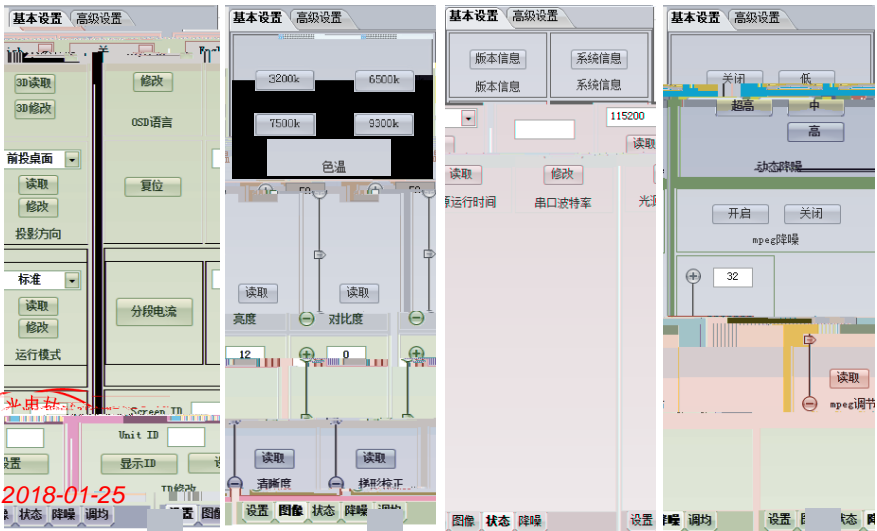 基本设置 高级设置
3D读取 修改
3D修改
OSD语言
前投桌面
读取 复位
修改
投影方向
标准
读取 分段电流
修改
运行模式
Screen ID
Unit ID
显示ID
2018-01-25
状态 降噪 调均
基本设置 高级设置
3200k 6500k
7500k 9300k
色温
读取 读取
亮度 对比度
12 0
读取 读取
清晰度 梯形校正
设置 图像 状态 降噪
基本设置 高级设置
版本信息 系统信息
版本信息 系统信息
115200
读取
读取 修改
运行时间 串口波特率
图像 状态 降噪 设置
基本设置 高级设置
关闭 低
超高 中
高
动态降噪
开启 关闭
mpeg降噪
32
读取
mpeg调节
调均 设置